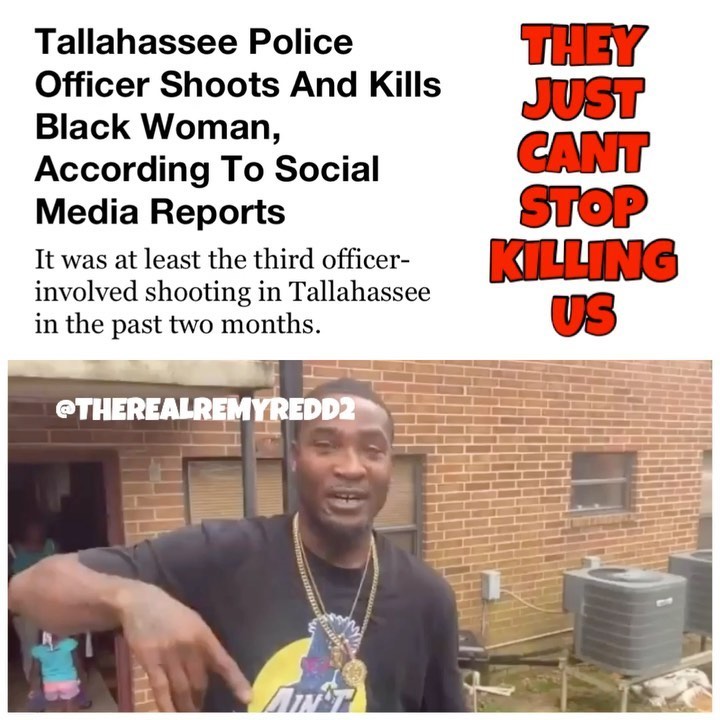 Tallahassee Police
Officer Shoots And Kills
Black Woman,
According To Social
Media Reports
It was at least the third officer-
involved shooting in Tallahassee
in the past two months.
THEY
JUST
CANT
STOP
KILLING
US
@THEREALREMYREDD2
AIN'T